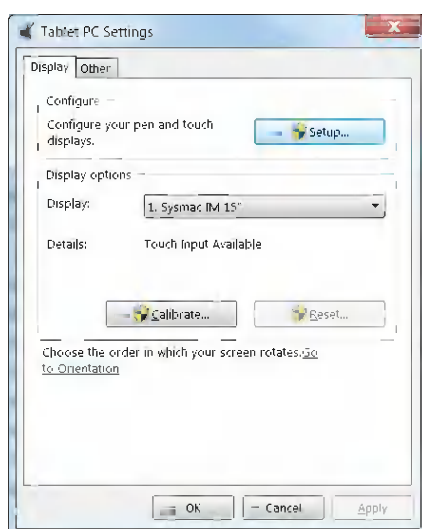 Tablet PC Settings
Display Other
Configure
Configure your pen and touch
displays.
Setup...
Display options
Display: 1. Sysmac IM 15"
Details: Touch Input Available
Calibrate... Reset...
Choose the order in which your screen rotates.Go
to Orientation
OK Cancel Apply